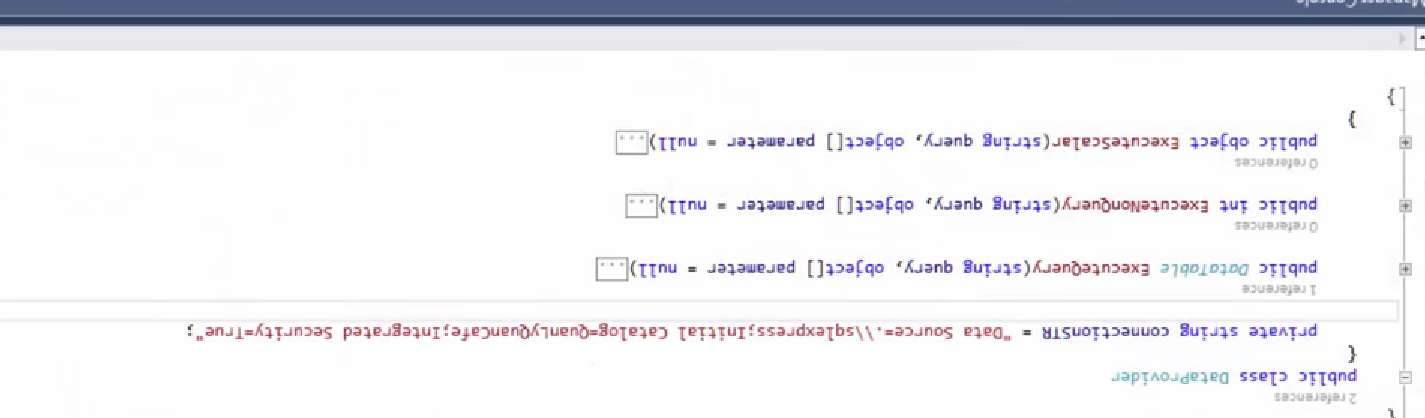 {
2 references
public class DataProvider
{
private string connectionSTR = "Data Source=.\\sqlexpress;Initial Catalog=QuanLyQuanCafe;Integrated Security=True";
1 reference
public DataTable ExecuteQuery(string query, object[] parameter = null)...
0 references
public int ExecuteNonQuery(string query, object[] parameter = null)...
0 references
public object ExecuteScalar(string query, object[] parameter = null)...
}
}
Manager Console